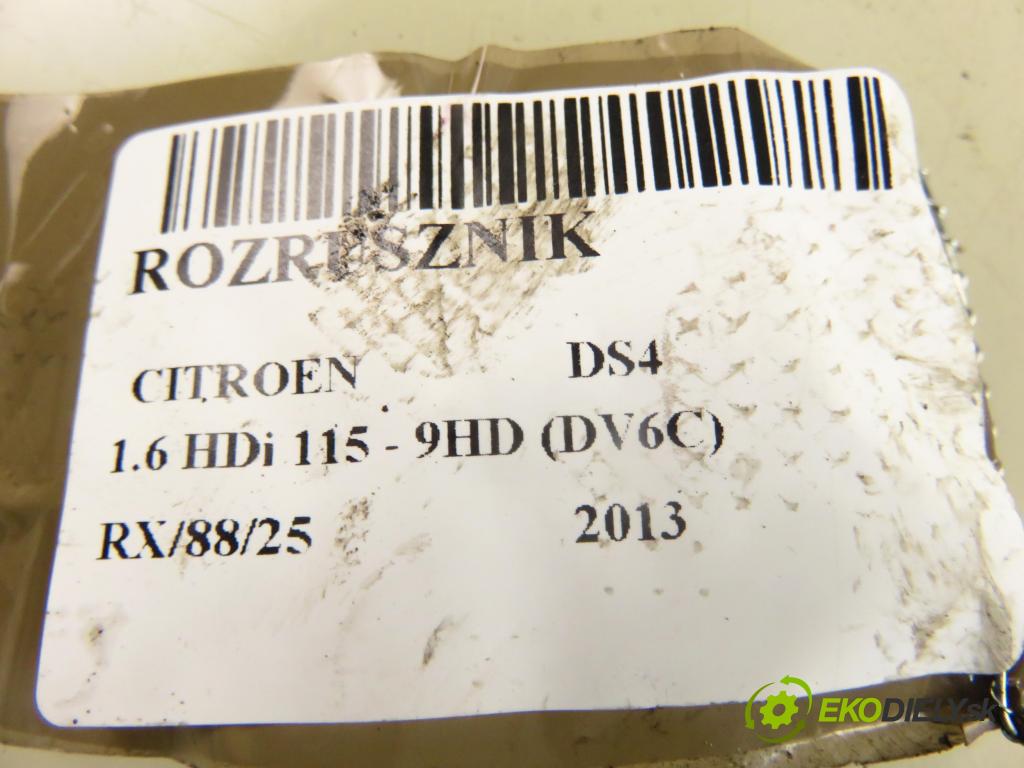 ROZRUSZNIK
CITROEN DS4
1.6 HDi 115 - 9HD (DV6C)
RX/88/25 2013
EKODIELY.sk